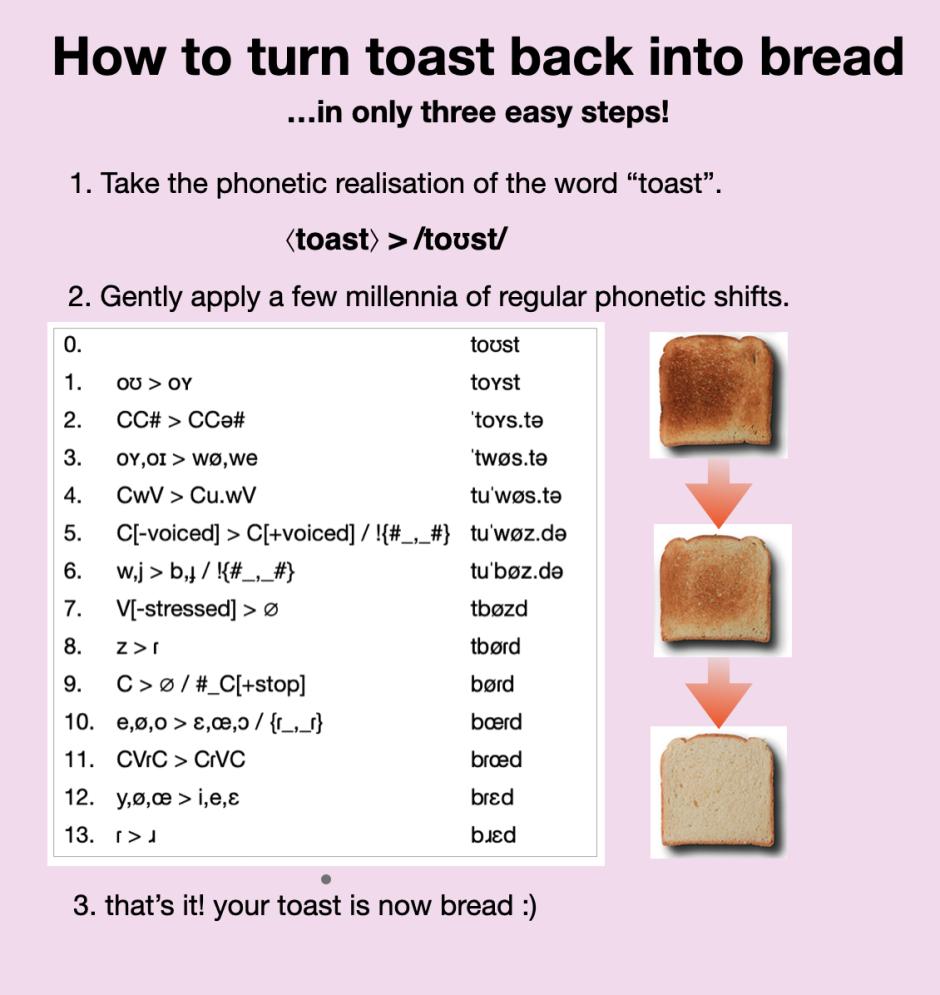 How to turn toast back into bread
...in only three easy steps!
1. Take the phonetic realisation of the word “toast”.
⟨toast⟩ > /toʊst/
2. Gently apply a few millennia of regular phonetic shifts.
0. toʊst
1. oʊ > oʏ toʏst
2. CC# > CCə# ˈtoʏs.tə
3. oʏ,oɪ > wø,we ˈtwøs.tə
4. CwV > Cu.wV tuˈwøs.tə
5. C[-voiced] > C[+voiced] / !{#_,_#} tuˈwøz.də
6. w,j > b,ɟ / !{#_,_#} tuˈbøz.də
7. V[-stressed] > ∅ tbøzd
8. z > ɾ tbøɾd
9. C > ∅ / #_C[+stop] bøɾd
10. e,ø,o > ɛ,œ,ɔ / {ɾ_,_ɾ} bœɾd
11. CVɾC > CɾVC bɾœd
12. y,ø,œ > i,e,ɛ bɾɛd
13. ɾ > ɹ bɹɛd
3. that’s it! your toast is now bread :)